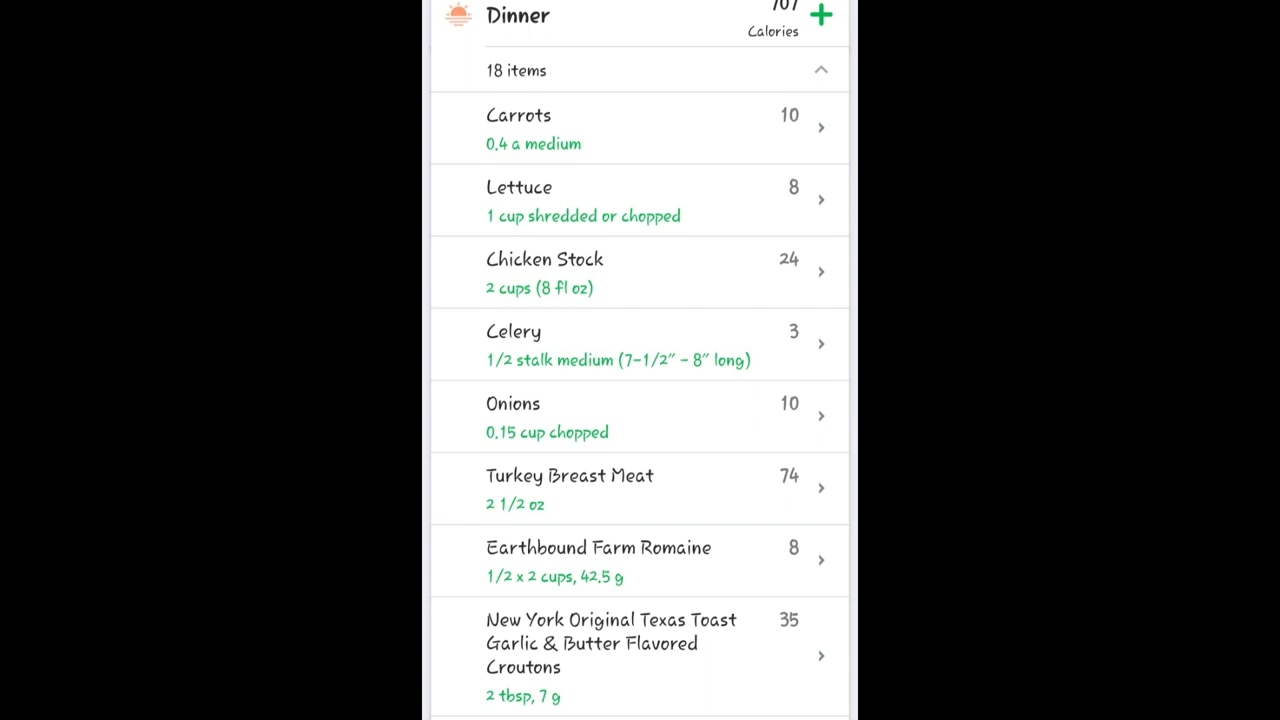 Dinner
707
Calories
18 items
Carrots
10
0.4 a medium
Lettuce
8
1 cup shredded or chopped
Chicken Stock
24
2 cups (8 fl oz)
Celery
3
1/2 stalk medium (7-1/2" - 8" long)
Onions
10
0.15 cup chopped
Turkey Breast Meat
74
2 1/2 oz
Earthbound Farm Romaine
8
1/2 x 2 cups, 42.5 g
New York Original Texas Toast
35
Garlic & Butter Flavored
Croutons
2 tbsp, 7 g